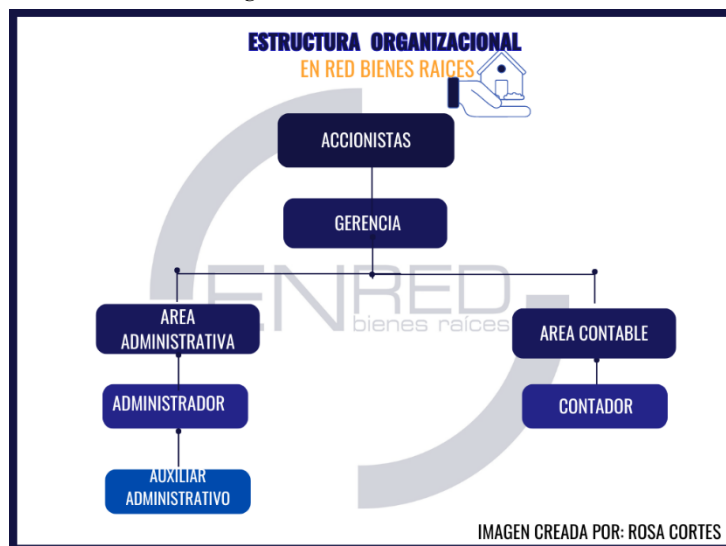 ESTRUCTURA ORGANIZACIONAL
EN RED BIENES RAICES
ACCIONISTAS
GERENCIA
ENRED
bienes raíces
AREA
ADMINISTRATIVA
AREA CONTABLE
ADMINISTRADOR
CONTADOR
AUXILIAR
ADMINISTRATIVO
IMAGEN CREADA POR: ROSA CORTES